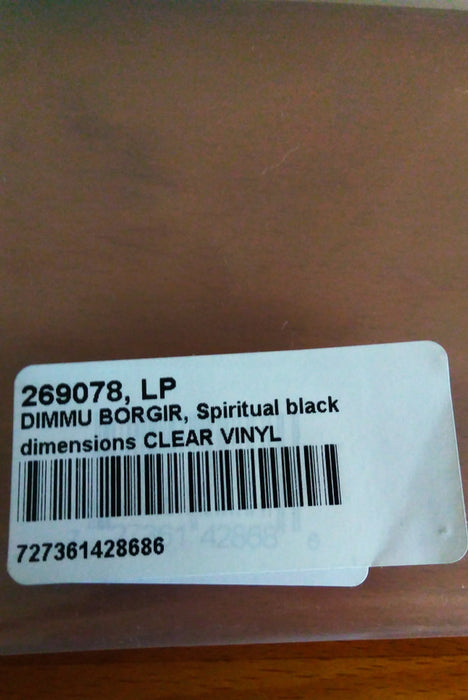 269078, LP
DIMMU BORGIR, Spiritual black
dimensions CLEAR VINYL
727361428686